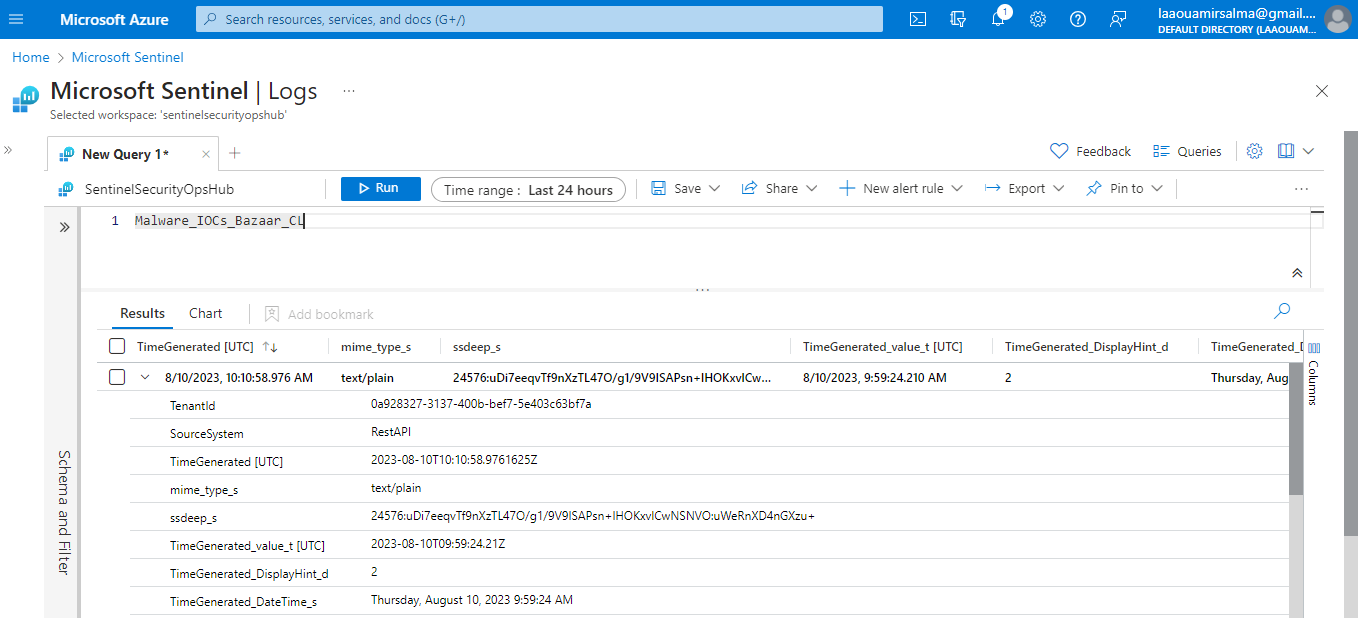 Microsoft Azure
Search resources, services, and docs (G+/)
1
laaouamirsalma@gmail....
DEFAULT DIRECTORY (LAAOUAM...
Home > Microsoft Sentinel
Microsoft Sentinel | Logs ...
Selected workspace: 'sentinelsecurityopshub'
New Query 1*
Feedback
Queries
SentinelSecurityOpsHub
Run
Time range : Last 24 hours
Save
Share
New alert rule
Export
Pin to
1 Malware_IOCs_Bazaar_CL
Results Chart Add bookmark
TimeGenerated [UTC] mime_type_s ssdeep_s TimeGenerated_value_t [UTC] TimeGenerated_DisplayHint_d TimeGenerated_D
8/10/2023, 10:10:58.976 AM text/plain 24576:uDi7eeqvTf9nXzTL47O/g1/9V9ISAPsn+IHOKxvICw... 8/10/2023, 9:59:24.210 AM 2 Thursday, Aug
TenantId 0a928327-3137-400b-bef7-5e403c63bf7a
SourceSystem RestAPI
TimeGenerated [UTC] 2023-08-10T10:10:58.9761625Z
mime_type_s text/plain
ssdeep_s 24576:uDi7eeqvTf9nXzTL47O/g1/9V9ISAPsn+IHOKxvICwNSNVO:uWeRnXD4nGXzu+
TimeGenerated_value_t [UTC] 2023-08-10T09:59:24.21Z
TimeGenerated_DisplayHint_d 2
TimeGenerated_DateTime_s Thursday, August 10, 2023 9:59:24 AM
Schema and Filter
Columns